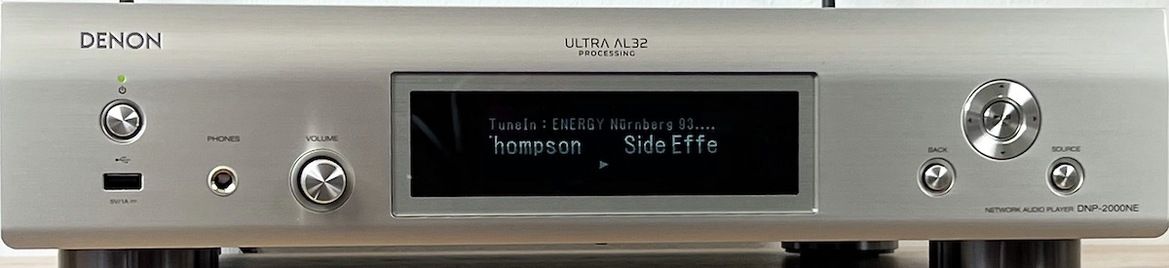 DENON
ULTRA AL32
PROCESSING
PHONES
VOLUME
5V/1A
TuneIn : ENERGY Nürnberg 93....
hompson Side Effe
BACK
SOURCE
NETWORK AUDIO PLAYER DNP-2000NE